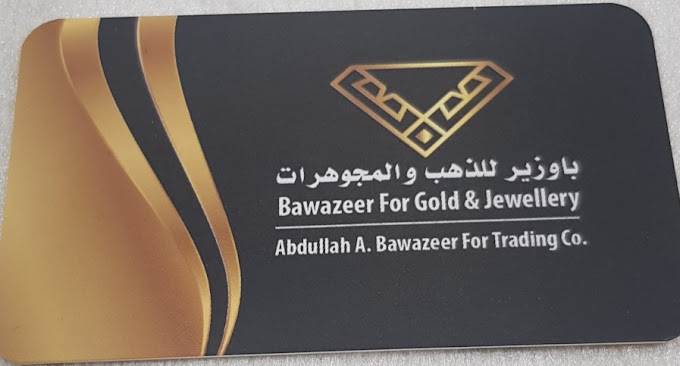 باوزير للذهب والمجوهرات
Bawazeer For Gold & Jewellery
Abdullah A. Bawazeer For Trading Co.